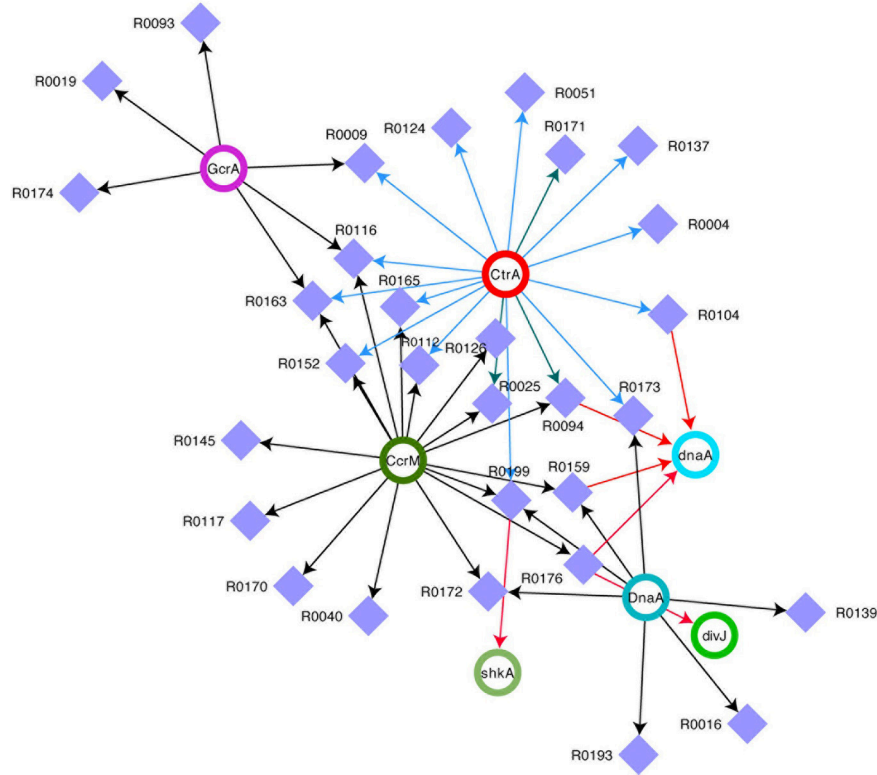 R0093
R0019
R0051
R0124
R0009
R0171
R0137
GcrA
R0174
R0004
R0116
CtrA
R0165
R0163
R0104
R0112
R0126
R0152
R0025
R0173
R0094
R0145
dnaA
CcrM
R0199
R0159
R0117
R0170
R0172
R0176
DnaA
R0040
R0139
divJ
shkA
R0016
R0193